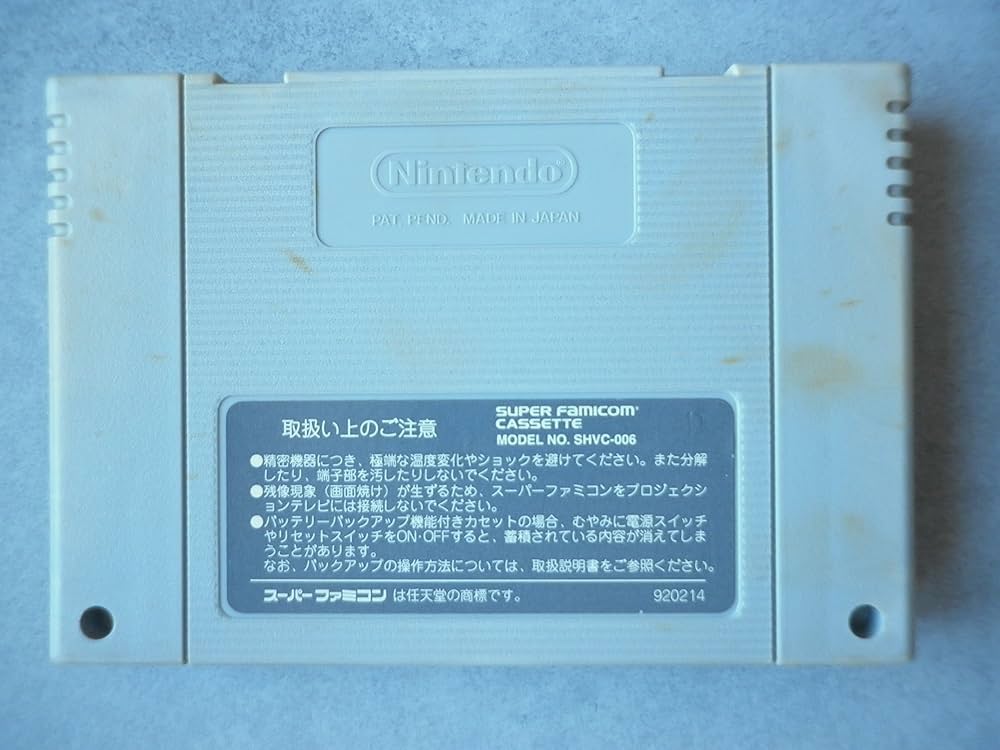 Nintendo®
PAT. PEND. MADE IN JAPAN
取扱い上のご注意
SUPER Famicom
CASSETTE
MODEL NO. SHVC-006
●精密機器につき、極端な温度変化やショックを避けてください。また分解
したり、端子部を汚したりしないでください。
●残像現象（画面焼け）が生ずるため、スーパーファミコンをプロジェクシ
ョンテレビには接続しないでください。
●バッテリーバックアップ機能付きカセットの場合、むやみに電源スイッチ
やリセットスイッチをON・OFFすると、蓄積されている内容が消えてしま
うことがあります。
なお、バックアップの操作方法については、取扱説明書をご参照ください。
スーパーファミコン は任天堂の商標です。 920214